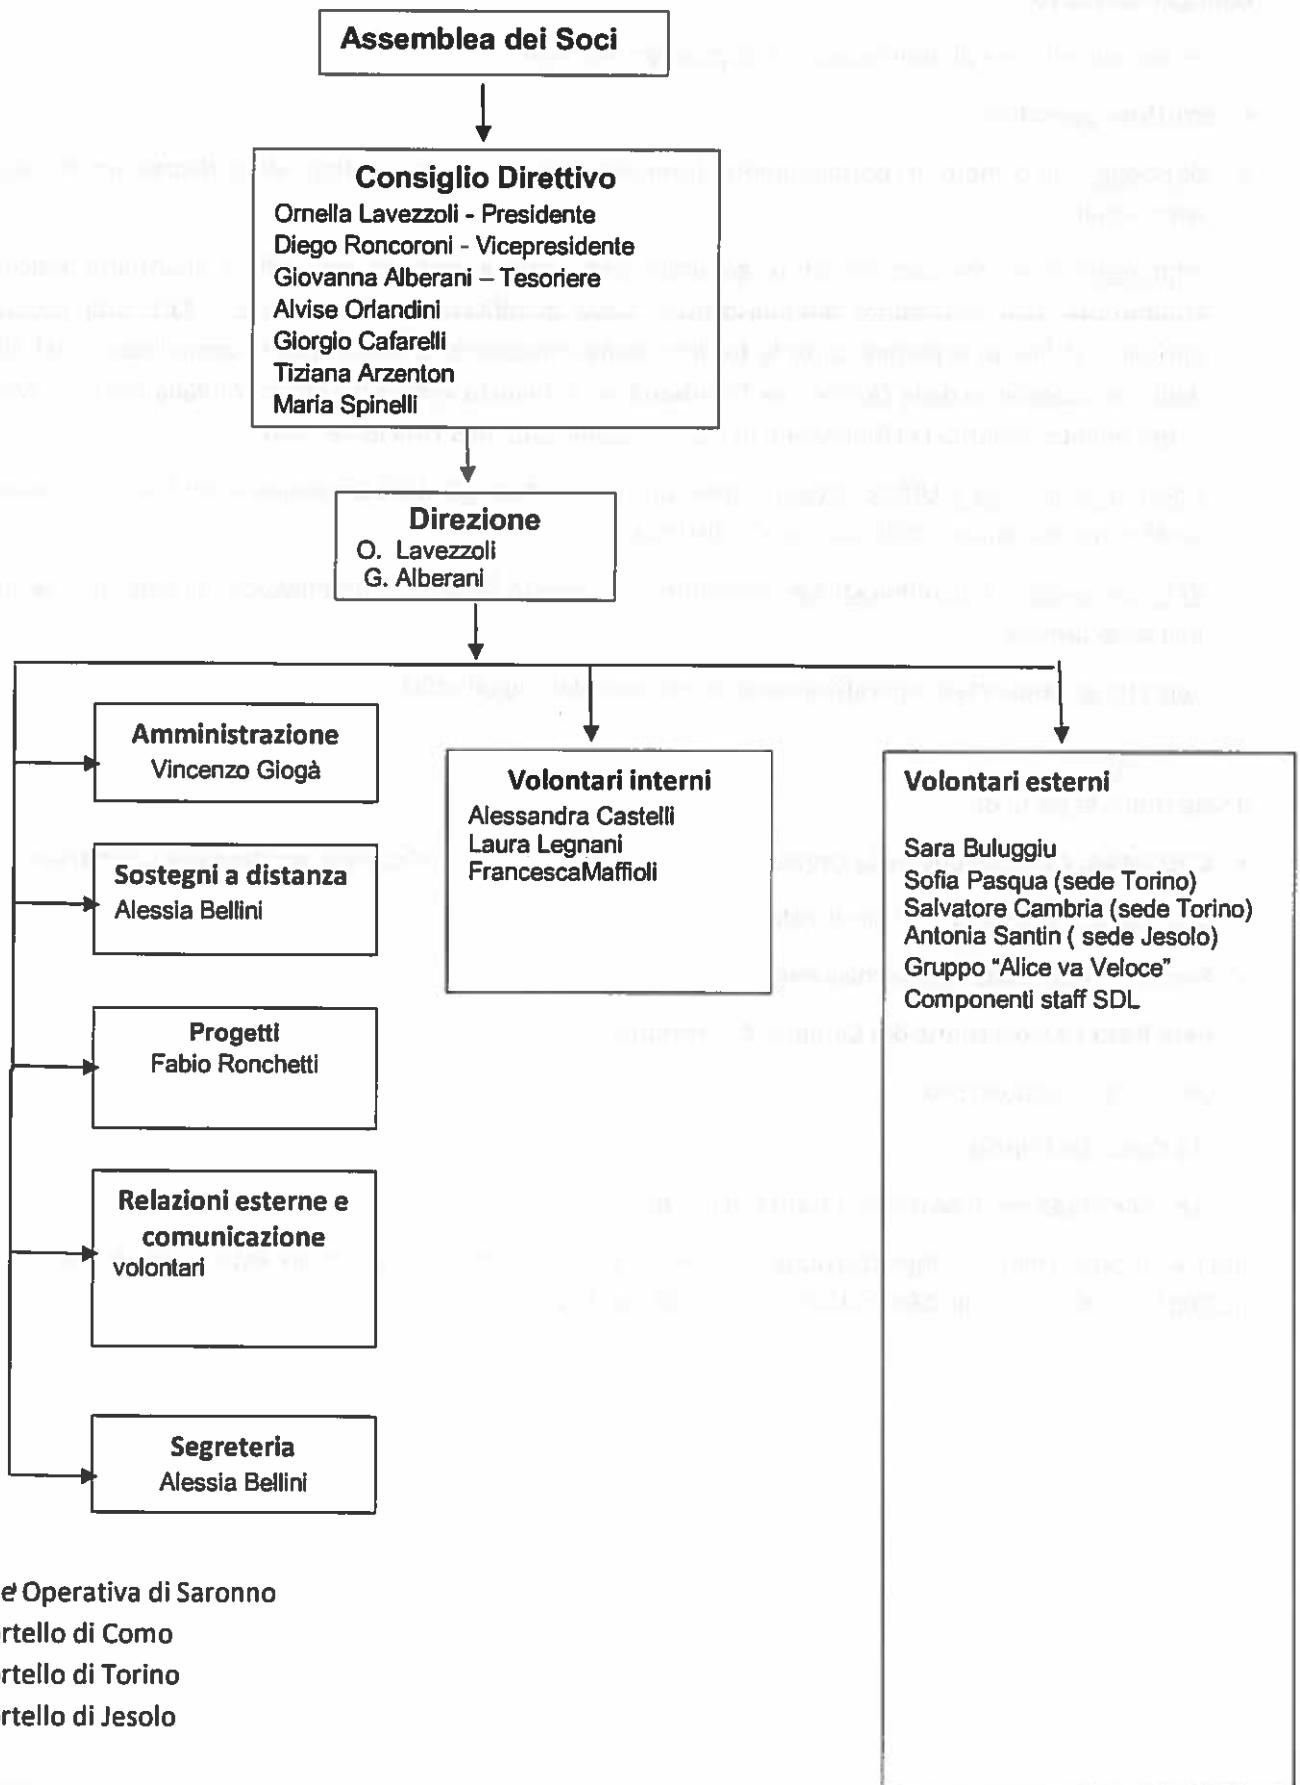 Assemblea dei Soci
Consiglio Direttivo
Ornella Lavezzoli - Presidente
Diego Roncoroni - Vicepresidente
Giovanna Alberani – Tesoriere
Alvise Orlandini
Giorgio Cafarelli
Tiziana Arzenton
Maria Spinelli
Direzione
O. Lavezzoli
G. Alberani
Amministrazione
Vincenzo Giogà
Sostegni a distanza
Alessia Bellini
Progetti
Fabio Ronchetti
Relazioni esterne e
comunicazione
volontari
Segreteria
Alessia Bellini
Volontari interni
Alessandra Castelli
Laura Legnani
FrancescaMaffioli
Volontari esterni
Sara Buluggiu
Sofia Pasqua (sede Torino)
Salvatore Cambria (sede Torino)
Antonia Santin ( sede Jesolo)
Gruppo "Alice va Veloce"
Componenti staff SDL
e Operativa di Saronno
rtello di Como
rtello di Torino
rtello di Jesolo